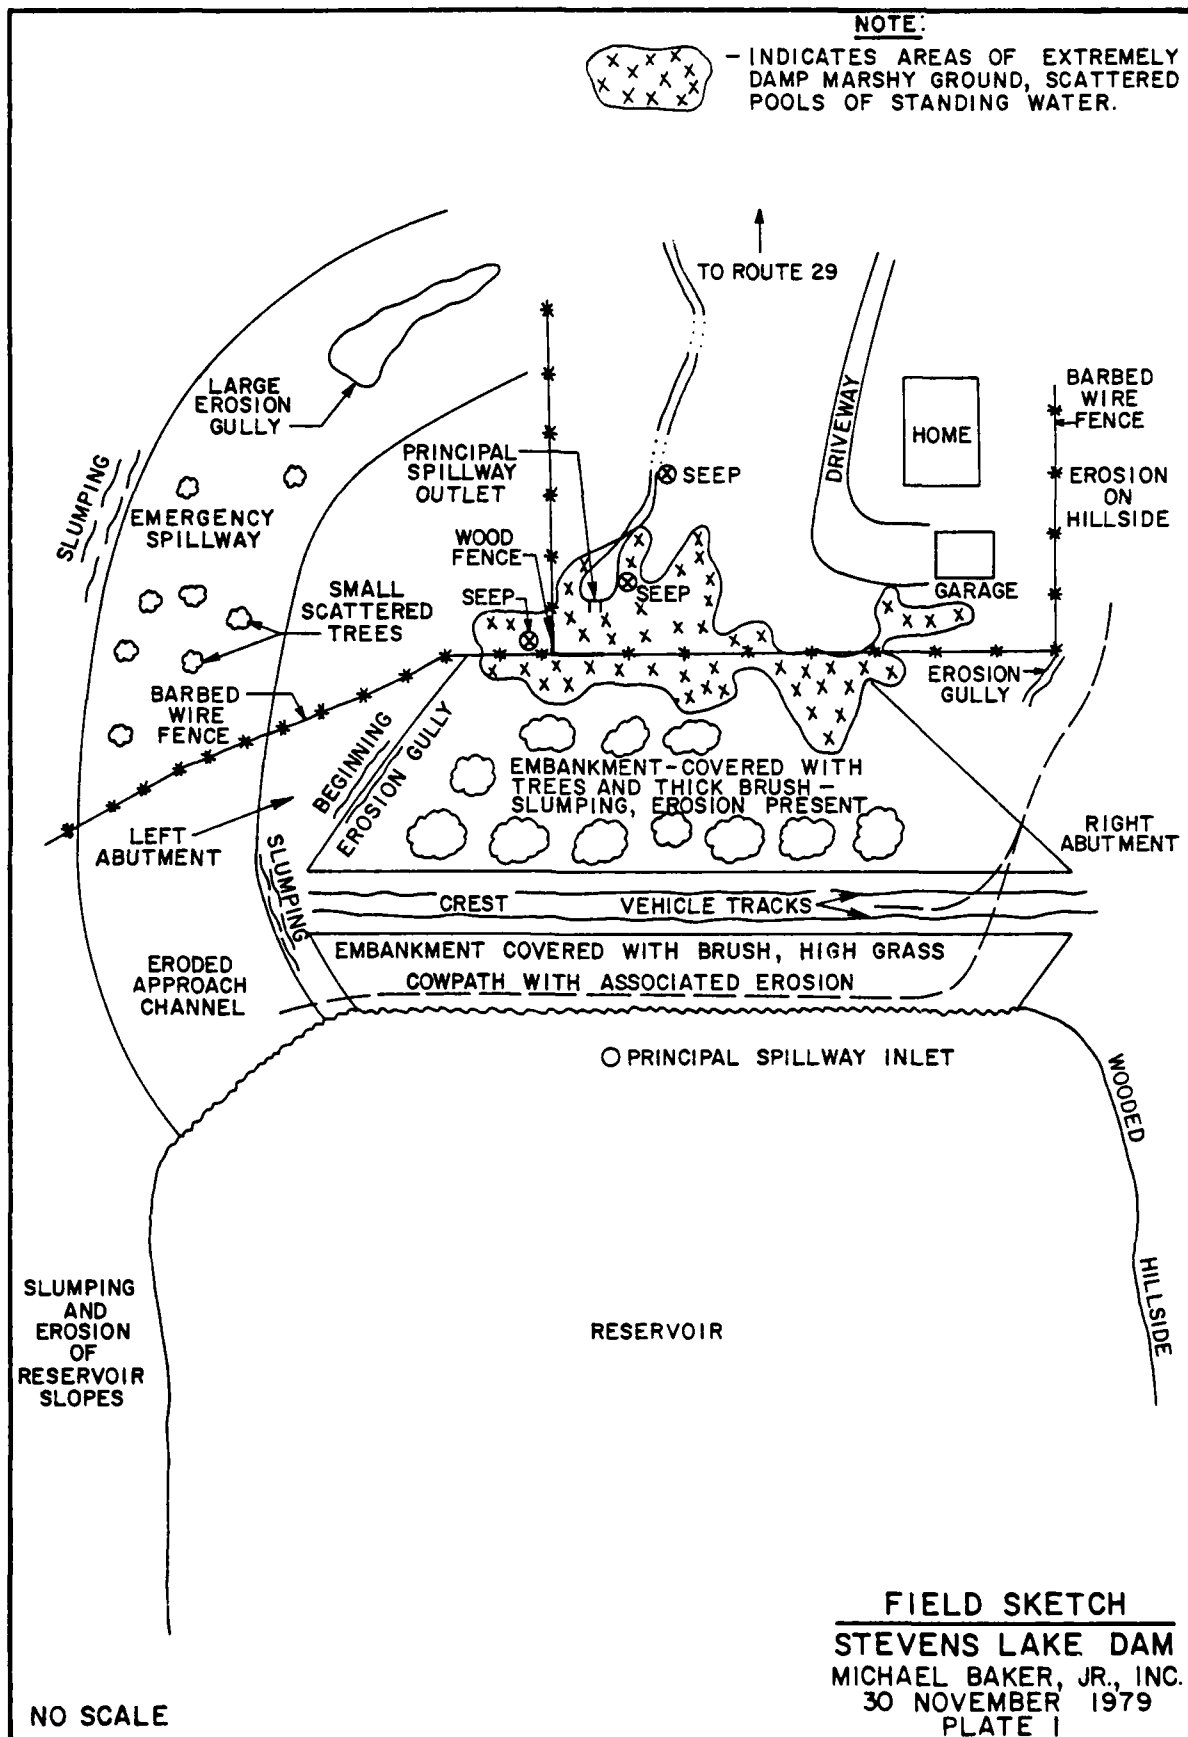 NOTE:
– INDICATES AREAS OF EXTREMELY
DAMP MARSHY GROUND, SCATTERED
POOLS OF STANDING WATER.
TO ROUTE 29
LARGE
EROSION
GULLY
DRIVEWAY
HOME
BARBED
WIRE
FENCE
PRINCIPAL
SPILLWAY
OUTLET
SEEP
EROSION
ON
HILLSIDE
SLUMPING
EMERGENCY
SPILLWAY
WOOD
FENCE
SEEP
SEEP
GARAGE
SMALL
SCATTERED
TREES
BARBED
WIRE
FENCE
EROSION
GULLY
BEGINNING
EROSION GULLY
EMBANKMENT–COVERED WITH
TREES AND THICK BRUSH –
SLUMPING, EROSION PRESENT
LEFT
ABUTMENT
RIGHT
ABUTMENT
SLUMPING
CREST
VEHICLE TRACKS
EMBANKMENT COVERED WITH BRUSH, HIGH GRASS
COWPATH WITH ASSOCIATED EROSION
ERODED
APPROACH
CHANNEL
PRINCIPAL SPILLWAY INLET
WOODED
HILLSIDE
SLUMPING
AND
EROSION
OF
RESERVOIR
SLOPES
RESERVOIR
FIELD SKETCH
STEVENS LAKE DAM
MICHAEL BAKER, JR., INC.
30 NOVEMBER 1979
PLATE I
NO SCALE